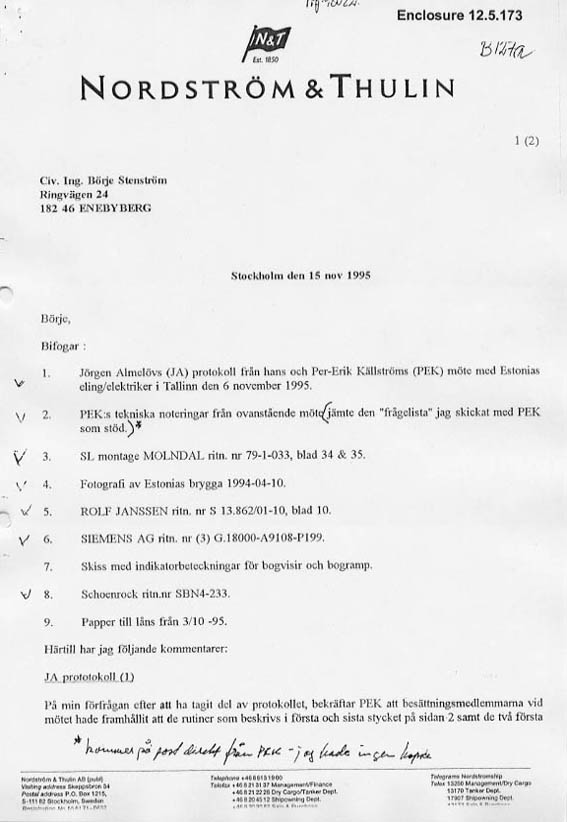 Enclosure 12.5.173
N&T
Est. 1850
NORDSTRÖM & THULIN
1 (2)
Civ. Ing. Börje Stenström
Ringvägen 24
182 46 ENEBYBERG
Stockholm den 15 nov 1995
Börje,
Bifogar :
1. Jörgen Almelövs (JA) protokoll från hans och Per-Erik Källströms (PEK) möte med Estonias
eling/elektriker i Tallinn den 6 november 1995.
2. PEK:s tekniska noteringar från ovanstående möte (jämte den "frågelista" jag skickat med PEK
som stöd.)*
3. SL montage MOLNDAL ritn. nr 79-1-033, blad 34 & 35.
4. Fotografi av Estonias brygga 1994-04-10.
5. ROLF JANSSEN ritn. nr S 13.862/01-10, blad 10.
6. SIEMENS AG ritn. nr (3) G.18000-A9108-P199.
7. Skiss med indikatorbeteckningar för bogvisir och bogramp.
8. Schoenrock ritn.nr SBN4-233.
9. Papper till låns från 3/10 -95.
Härtill har jag följande kommentarer:
JA prototokoll (1)
På min förfrågan efter att ha tagit del av protokollet, bekräftar PEK att besättningsmedlemmarna vid
mötet hade framhållit att de rutiner som beskrivs i första och sista stycket på sidan 2 samt de två första
* kommer på post direkt från PEK - jag hade ingen kopia
Nordström & Thulin AB (publ)
Visiting address Skeppsbron 34
Postal address P.O. Box 1215,
S-111 82 Stockholm, Sweden
Telephone +46 8 613 19 00
Telefax +46 8 21 31 37 Management/Finance
+46 8 21 22 28 Dry Cargo/Tanker Dept.
+46 8 20 45 12 Shipowning Dept.
Telegrams Nordstromship
Telex 13250 Management/Dry Cargo
13170 Tanker Dept.
17907 Shipowning Dept.